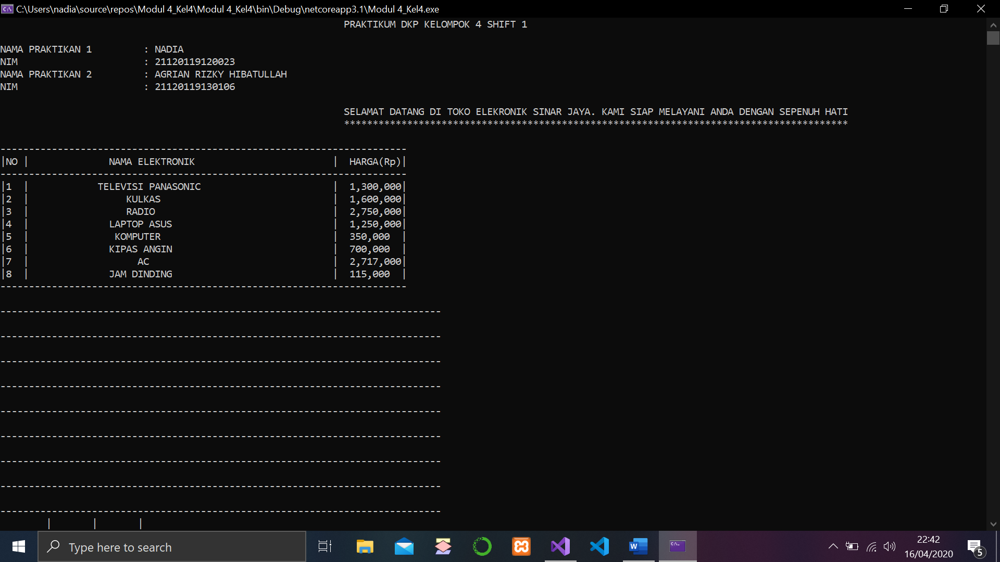 C:\Users\nadia\source\repos\Modul 4_Kel4\Modul 4_Kel4\bin\Debug\netcoreapp3.1\Modul 4_Kel4.exe
PRAKTIKUM DKP KELOMPOK 4 SHIFT 1
NAMA PRAKTIKAN 1 : NADIA
NIM : 21120119120023
NAMA PRAKTIKAN 2 : AGRIAN RIZKY HIBATULLAH
NIM : 21120119130106
SELAMAT DATANG DI TOKO ELEKRONIK SINAR JAYA. KAMI SIAP MELAYANI ANDA DENGAN SEPENUH HATI
****************************************************************************************
-----------------------------------------------------------------------
|NO | NAMA ELEKTRONIK | HARGA(Rp)|
-----------------------------------------------------------------------
|1 | TELEVISI PANASONIC | 1,300,000|
|2 | KULKAS | 1,600,000|
|3 | RADIO | 2,750,000|
|4 | LAPTOP ASUS | 1,250,000|
|5 | KOMPUTER | 350,000 |
|6 | KIPAS ANGIN | 700,000 |
|7 | AC | 2,717,000|
|8 | JAM DINDING | 115,000 |
-----------------------------------------------------------------------
-----------------------------------------------------------------------------
-----------------------------------------------------------------------------
-----------------------------------------------------------------------------
-----------------------------------------------------------------------------
-----------------------------------------------------------------------------
-----------------------------------------------------------------------------
-----------------------------------------------------------------------------
-----------------------------------------------------------------------------
-----------------------------------------------------------------------------
| | |
Type here to search
22:42
16/04/2020
5